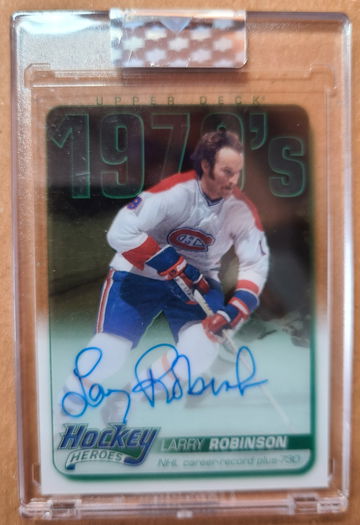 UPPER DECK
1970's
Larry Robinson
Hockey
HEROES
LARRY ROBINSON
NHL career-record plus-730